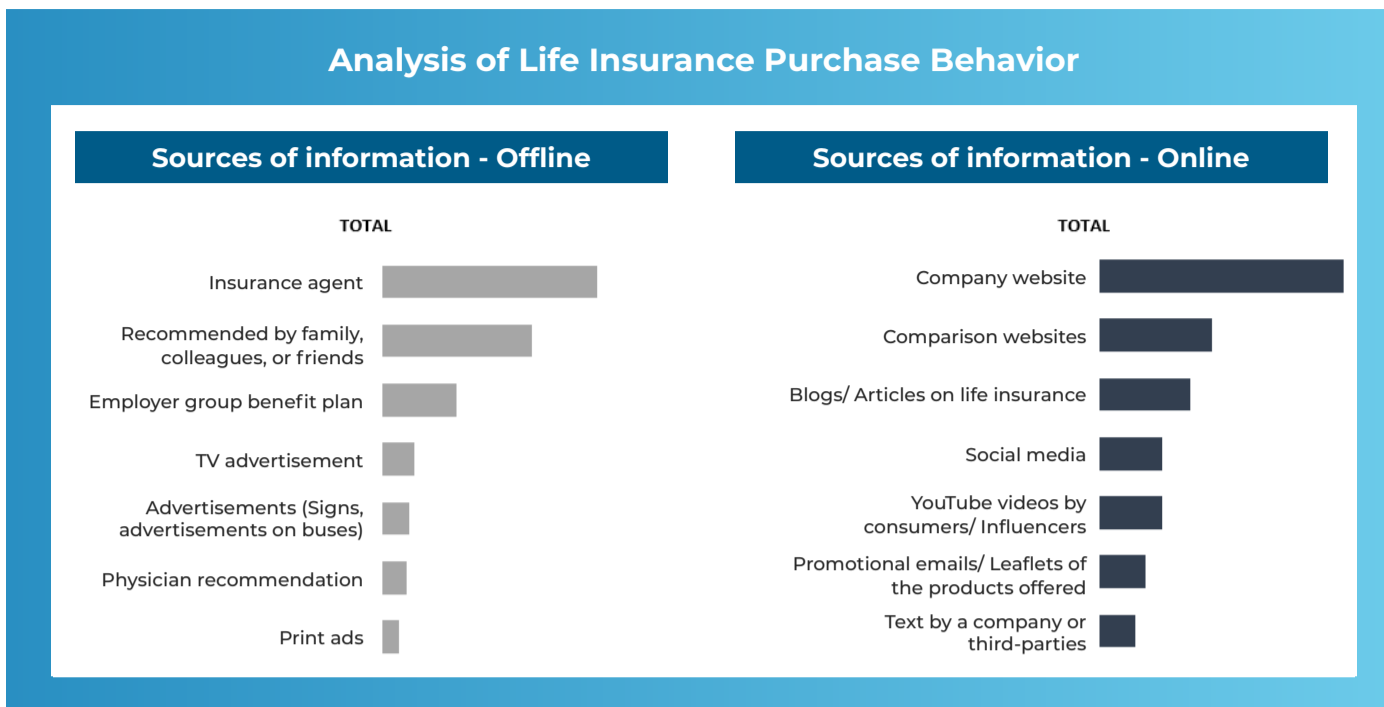 Analysis of Life Insurance Purchase Behavior
Sources of information - Offline
TOTAL
Insurance agent
Recommended by family,
colleagues, or friends
Employer group benefit plan
TV advertisement
Advertisements (Signs,
advertisements on buses)
Physician recommendation
Print ads
Sources of information - Online
TOTAL
Company website
Comparison websites
Blogs/ Articles on life insurance
Social media
YouTube videos by
consumers/ Influencers
Promotional emails/ Leaflets of
the products offered
Text by a company or
third-parties